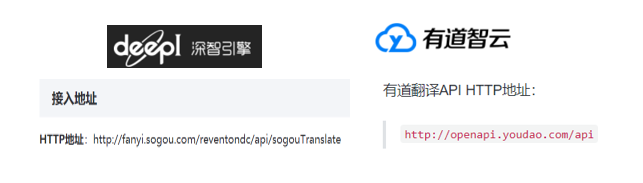 deepI 深智引擎
接入地址
HTTP地址：http://fanyi.sogou.com/reventondc/api/sogouTranslate
有道智云
有道翻译API HTTP地址：
http://openapi.youdao.com/api